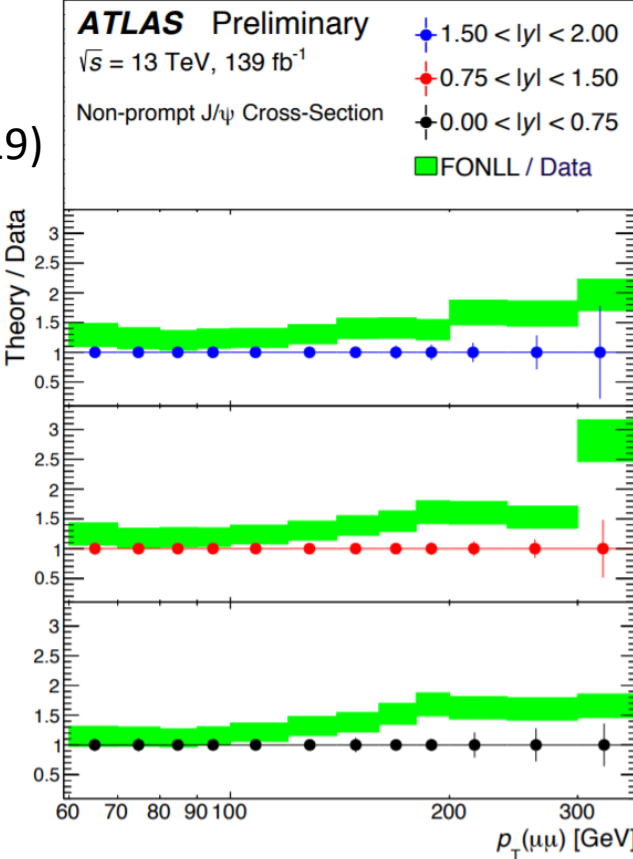 ATLAS Preliminary
√s = 13 TeV, 139 fb⁻¹
Non-prompt J/ψ Cross-Section
1.50 < |y| < 2.00
0.75 < |y| < 1.50
0.00 < |y| < 0.75
FONLL / Data
9)
Theory / Data
3
2.5
2
1.5
1
0.5
3
2.5
2
1.5
1
0.5
3
2.5
2
1.5
1
0.5
60 70 80 90 100 200 300
p_T(μμ) [GeV]